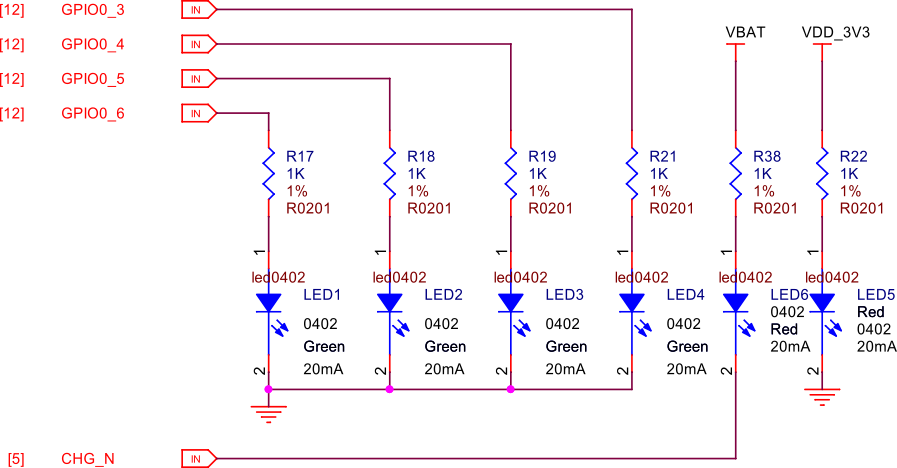 [12] GPIO0_3 IN
[12] GPIO0_4 IN
VBAT VDD_3V3
[12] GPIO0_5 IN
[12] GPIO0_6 IN
R17 R18 R19 R21 R38 R22
1K 1K 1K 1K 1K 1K
1% 1% 1% 1% 1% 1%
R0201 R0201 R0201 R0201 R0201 R0201
1 1 1 1 1 1
led0402 led0402 led0402 led0402 led0402 led0402
LED1 LED2 LED3 LED4 LED6 LED5
0402 Red
0402 0402 0402 0402 Red 0402
Green Green Green Green 20mA 20mA
20mA 20mA 20mA 20mA
2 2 2 2 2 2
[5] CHG_N IN